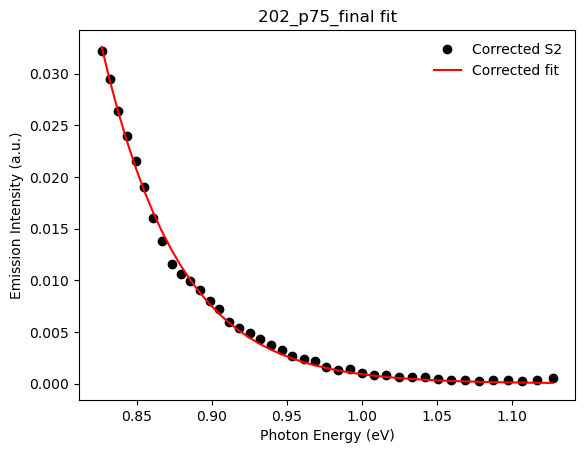 202_p75_final fit
Corrected S2
Corrected fit
Emission Intensity (a.u.)
0.030
0.025
0.020
0.015
0.010
0.005
0.000
0.85 0.90 0.95 1.00 1.05 1.10
Photon Energy (eV)